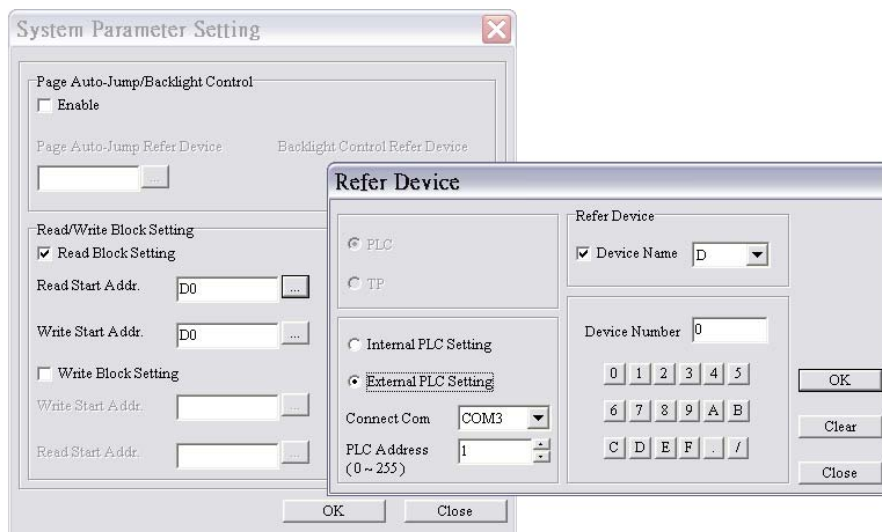 System Parameter Setting
Page Auto-Jump/Backlight Control
Enable
Page Auto-Jump Refer Device
Backlight Control Refer Device
...
Read/Write Block Setting
Read Block Setting
Read Start Addr.
D0
...
Write Start Addr.
D0
...
Write Block Setting
Write Start Addr.
...
Read Start Addr.
...
OK
Close
Refer Device
PLC
TP
Internal PLC Setting
External PLC Setting
Connect Com
COM3
PLC Address
1
(0 ~ 255)
Refer Device
Device Name
D
Device Number
0
0 1 2 3 4 5
6 7 8 9 A B
C D E F . /
OK
Clear
Close